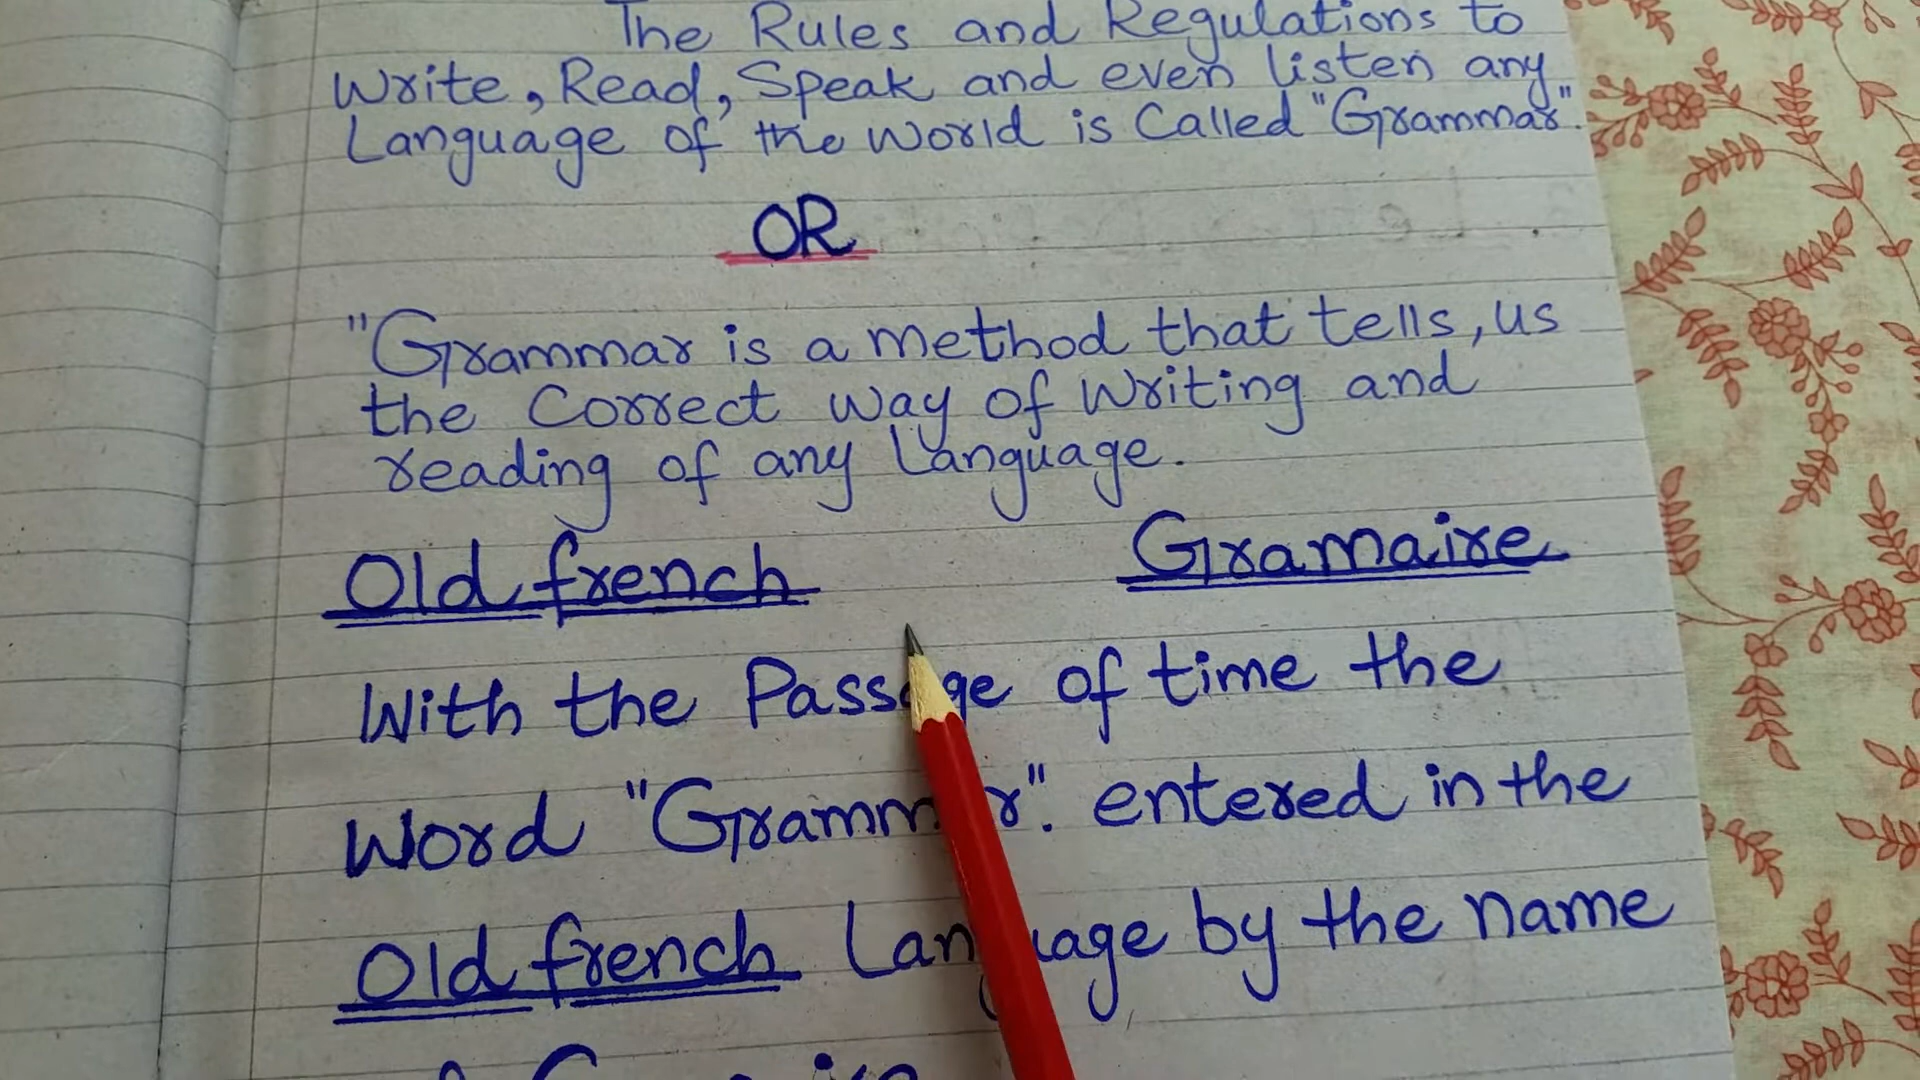 The Rules and Regulations to
Write, Read, Speak and even listen any
Language of the World is Called "Grammar".
OR
"Grammar is a method that tells, us
the Correct way of Writing and
reading of any Language.
Old french Gramaire
With the Passage of time the
Word "Grammar". entered in the
Old french Language by the name